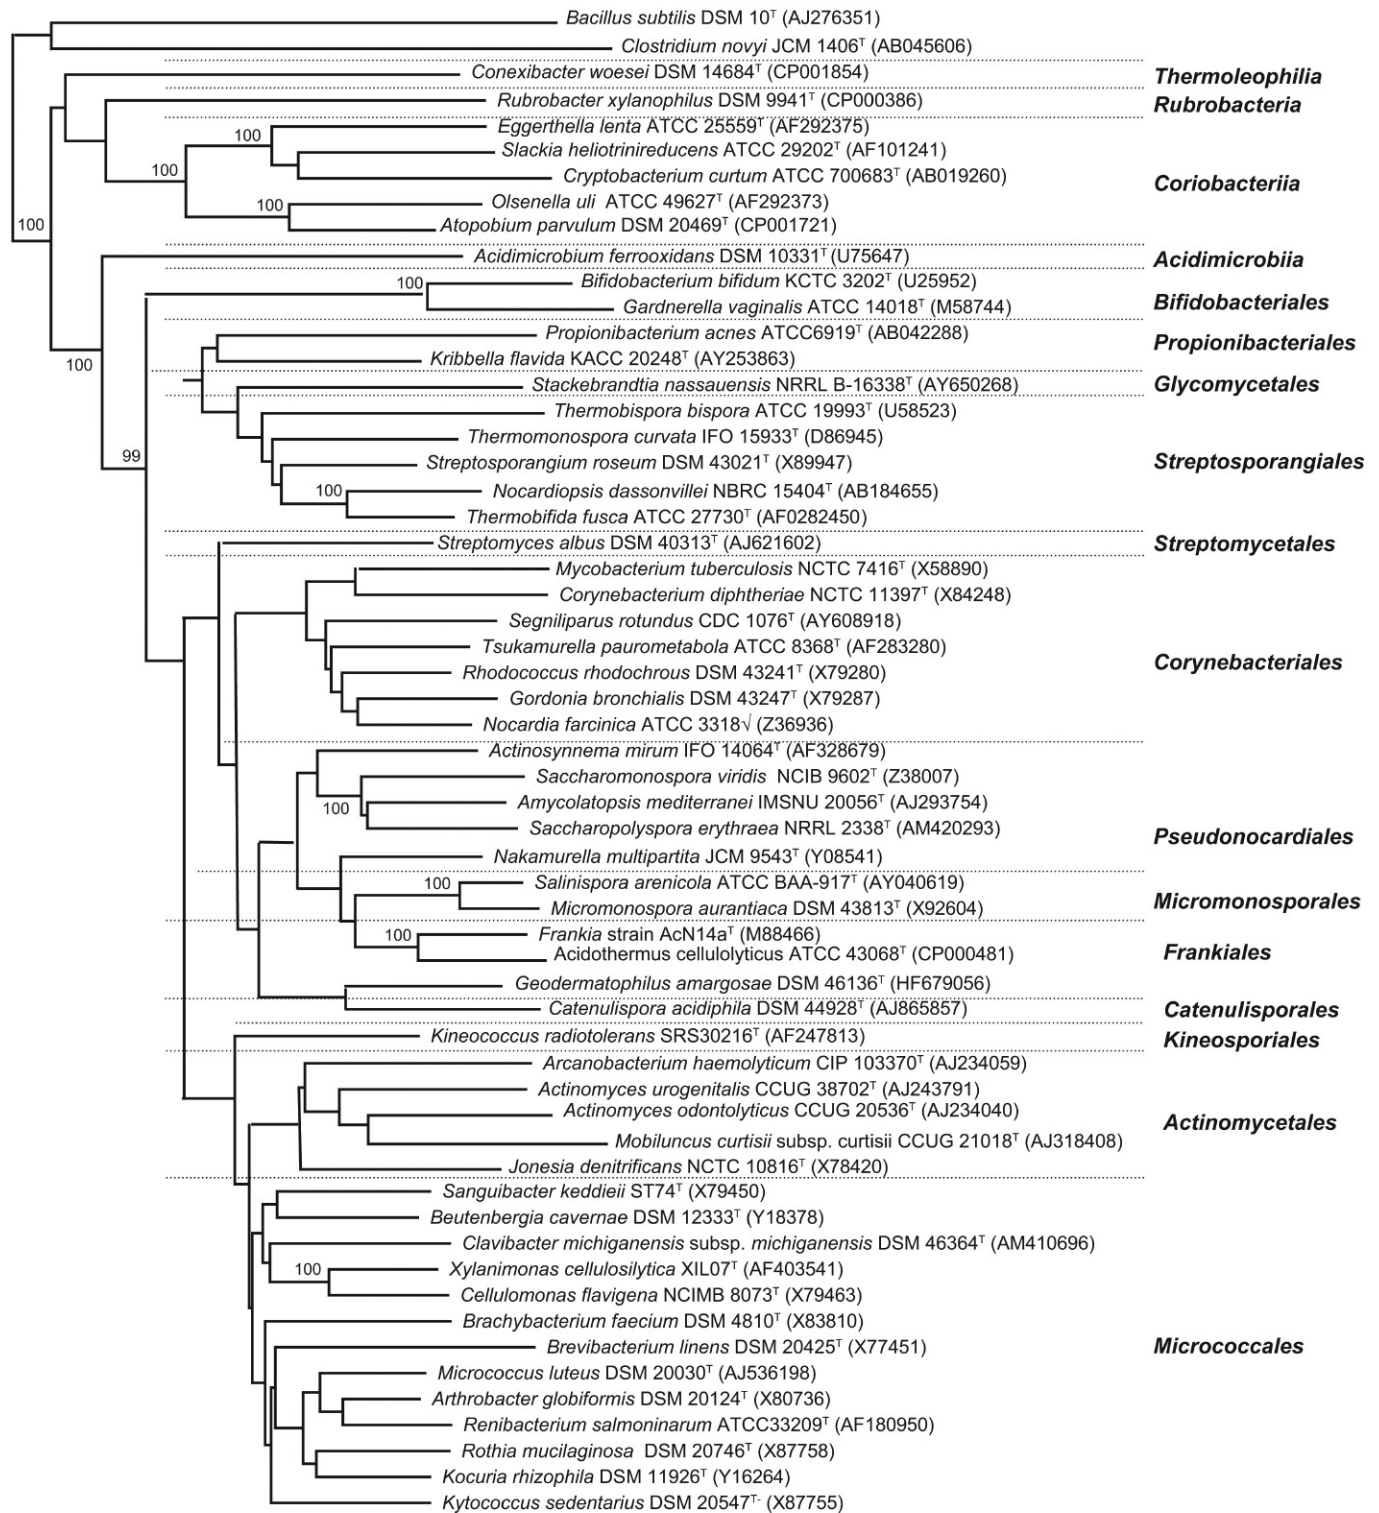 Bacillus subtilis DSM 10ᵀ (AJ276351)
Clostridium novyi JCM 1406ᵀ (AB045606)
Conexibacter woesei DSM 14684ᵀ (CP001854)
Thermoleophilia
Rubrobacter xylanophilus DSM 9941ᵀ (CP000386)
Rubrobacteria
100
Eggerthella lenta ATCC 25559ᵀ (AF292375)
Slackia heliotrinireducens ATCC 29202ᵀ (AF101241)
100
Cryptobacterium curtum ATCC 700683ᵀ (AB019260)
Coriobacteriia
100
Olsenella uli ATCC 49627ᵀ (AF292373)
100
Atopobium parvulum DSM 20469ᵀ (CP001721)
Acidimicrobium ferrooxidans DSM 10331ᵀ (U75647)
Acidimicrobiia
100
Bifidobacterium bifidum KCTC 3202ᵀ (U25952)
Bifidobacteriales
Gardnerella vaginalis ATCC 14018ᵀ (M58744)
Propionibacterium acnes ATCC6919ᵀ (AB042288)
Propionibacteriales
100
Kribbella flavida KACC 20248ᵀ (AY253863)
Stackebrandtia nassauensis NRRL B-16338ᵀ (AY650268)
Glycomycetales
Thermobispora bispora ATCC 19993ᵀ (U58523)
Thermomonospora curvata IFO 15933ᵀ (D86945)
99
Streptosporangium roseum DSM 43021ᵀ (X89947)
Streptosporangiales
100
Nocardiopsis dassonvillei NBRC 15404ᵀ (AB184655)
Thermobifida fusca ATCC 27730ᵀ (AF0282450)
Streptomyces albus DSM 40313ᵀ (AJ621602)
Streptomycetales
Mycobacterium tuberculosis NCTC 7416ᵀ (X58890)
Corynebacterium diphtheriae NCTC 11397ᵀ (X84248)
Segniliparus rotundus CDC 1076ᵀ (AY608918)
Tsukamurella paurometabola ATCC 8368ᵀ (AF283280)
Corynebacteriales
Rhodococcus rhodochrous DSM 43241ᵀ (X79280)
Gordonia bronchialis DSM 43247ᵀ (X79287)
Nocardia farcinica ATCC 3318√ (Z36936)
Actinosynnema mirum IFO 14064ᵀ (AF328679)
Saccharomonospora viridis NCIB 9602ᵀ (Z38007)
100
Amycolatopsis mediterranei IMSNU 20056ᵀ (AJ293754)
Saccharopolyspora erythraea NRRL 2338ᵀ (AM420293)
Pseudonocardiales
Nakamurella multipartita JCM 9543ᵀ (Y08541)
100
Salinispora arenicola ATCC BAA-917ᵀ (AY040619)
Micromonosporales
Micromonospora aurantiaca DSM 43813ᵀ (X92604)
100
Frankia strain AcN14aᵀ (M88466)
Acidothermus cellulolyticus ATCC 43068ᵀ (CP000481)
Frankiales
Geodermatophilus amargosae DSM 46136ᵀ (HF679056)
Catenulispora acidiphila DSM 44928ᵀ (AJ865857)
Catenulisporales
Kineococcus radiotolerans SRS30216ᵀ (AF247813)
Kineosporiales
Arcanobacterium haemolyticum CIP 103370ᵀ (AJ234059)
Actinomyces urogenitalis CCUG 38702ᵀ (AJ243791)
Actinomyces odontolyticus CCUG 20536ᵀ (AJ234040)
Actinomycetales
Mobiluncus curtisii subsp. curtisii CCUG 21018ᵀ (AJ318408)
Jonesia denitrificans NCTC 10816ᵀ (X78420)
Sanguibacter keddieii ST74ᵀ (X79450)
Beutenbergia cavernae DSM 12333ᵀ (Y18378)
Clavibacter michiganensis subsp. michiganensis DSM 46364ᵀ (AM410696)
100
Xylanimonas cellulosilytica XIL07ᵀ (AF403541)
Cellulomonas flavigena NCIMB 8073ᵀ (X79463)
Brachybacterium faecium DSM 4810ᵀ (X83810)
Brevibacterium linens DSM 20425ᵀ (X77451)
Micrococcales
Micrococcus luteus DSM 20030ᵀ (AJ536198)
Arthrobacter globiformis DSM 20124ᵀ (X80736)
Renibacterium salmoninarum ATCC33209ᵀ (AF180950)
Rothia mucilaginosa DSM 20746ᵀ (X87758)
Kocuria rhizophila DSM 11926ᵀ (Y16264)
Kytococcus sedentarius DSM 20547ᵀ⁻ (X87755)